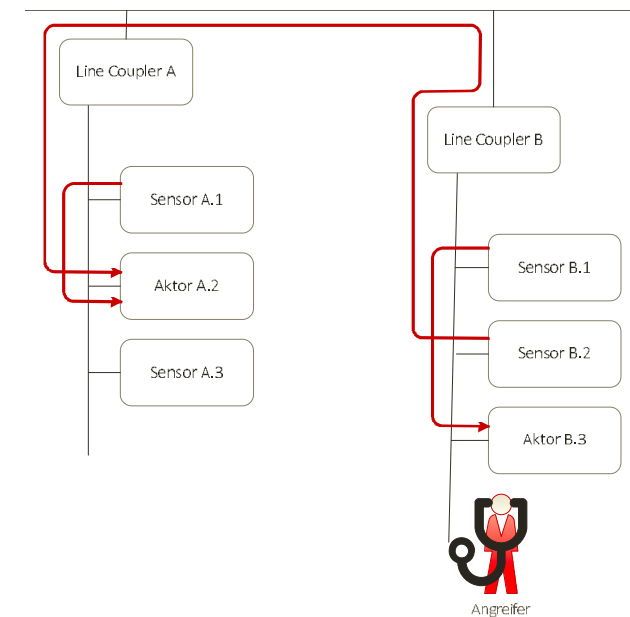 Line Coupler A
Sensor A.1
Aktor A.2
Sensor A.3
Line Coupler B
Sensor B.1
Sensor B.2
Aktor B.3
Angreifer